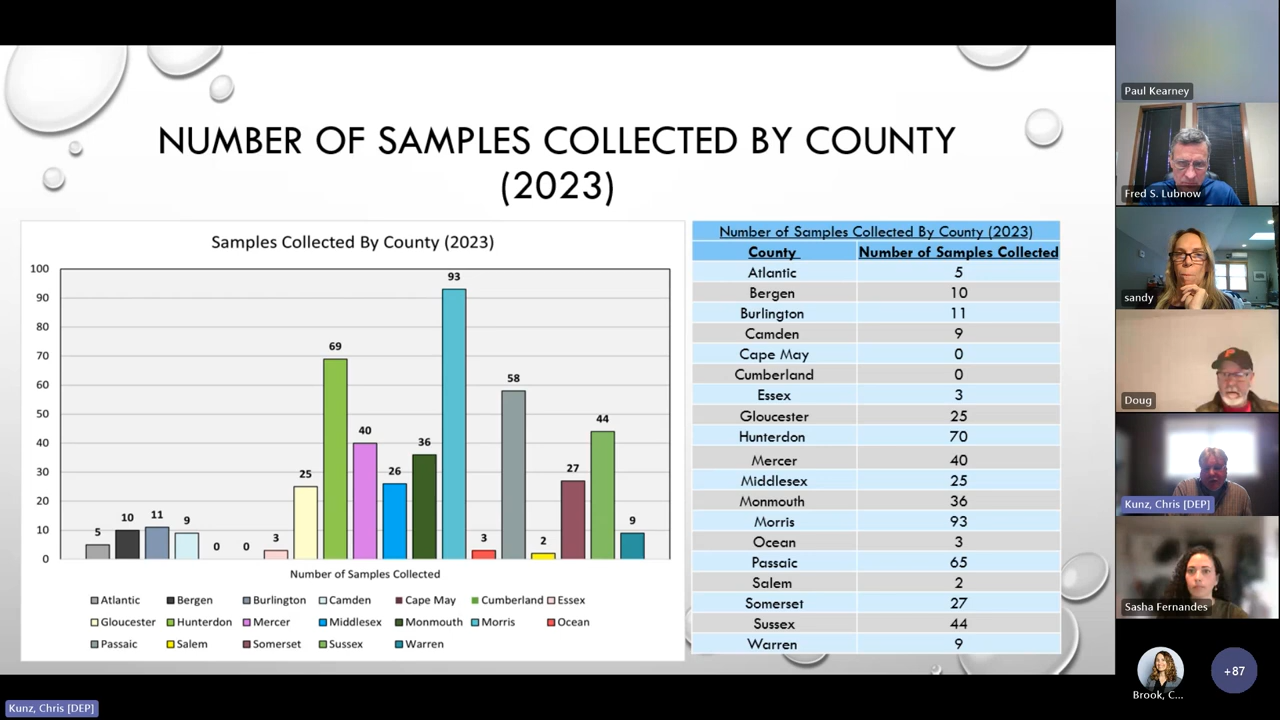 NUMBER OF SAMPLES COLLECTED BY COUNTY
(2023)
Samples Collected By County (2023)
100
90
80
70
60
50
40
30
20
10
0
5
10
11
9
0
0
3
25
69
40
26
36
93
3
58
2
27
44
9
Number of Samples Collected
Atlantic Bergen Burlington Camden Cape May Cumberland Essex
Gloucester Hunterdon Mercer Middlesex Monmouth Morris Ocean
Passaic Salem Somerset Sussex Warren
Number of Samples Collected By County (2023)
County Number of Samples Collected
Atlantic 5
Bergen 10
Burlington 11
Camden 9
Cape May 0
Cumberland 0
Essex 3
Gloucester 25
Hunterdon 70
Mercer 40
Middlesex 25
Monmouth 36
Morris 93
Ocean 3
Passaic 65
Salem 2
Somerset 27
Sussex 44
Warren 9
Paul Kearney
Fred S. Lubnow
sandy
Doug
Kunz, Chris [DEP]
Sasha Fernandes
Brook, C...
+87
Kunz, Chris [DEP]